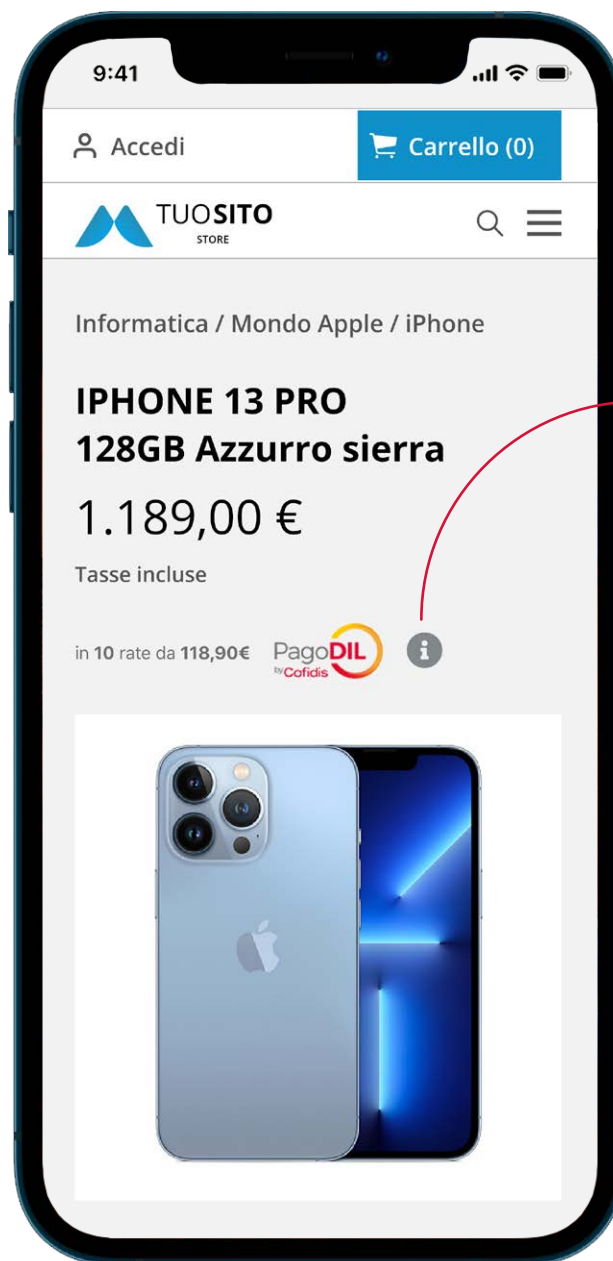 9:41
Accedi
Carrello (0)
TUOSITO
STORE
Informatica / Mondo Apple / iPhone
IPHONE 13 PRO
128GB Azzurro sierra
1.189,00 €
Tasse incluse
in 10 rate da 118,90€
PagoDIL
by Cofidis